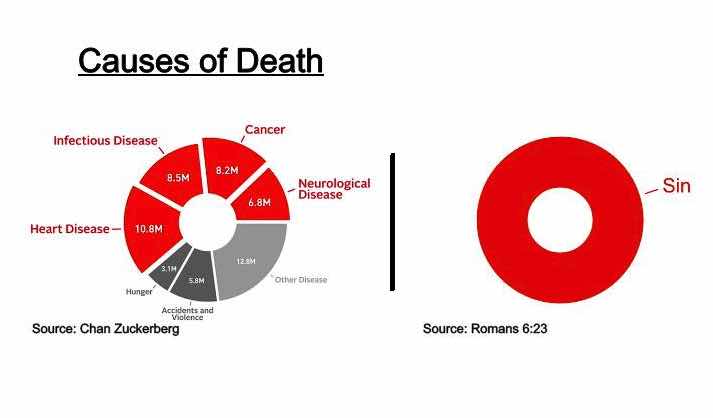 Causes of Death
Cancer
Infectious Disease
8.2M
8.5M
Neurological
Disease
6.8M
Heart Disease
10.8M
3.1M
5.8M
12.8M
Other Disease
Hunger
Accidents and
Violence
Source: Chan Zuckerberg
Sin
Source: Romans 6:23